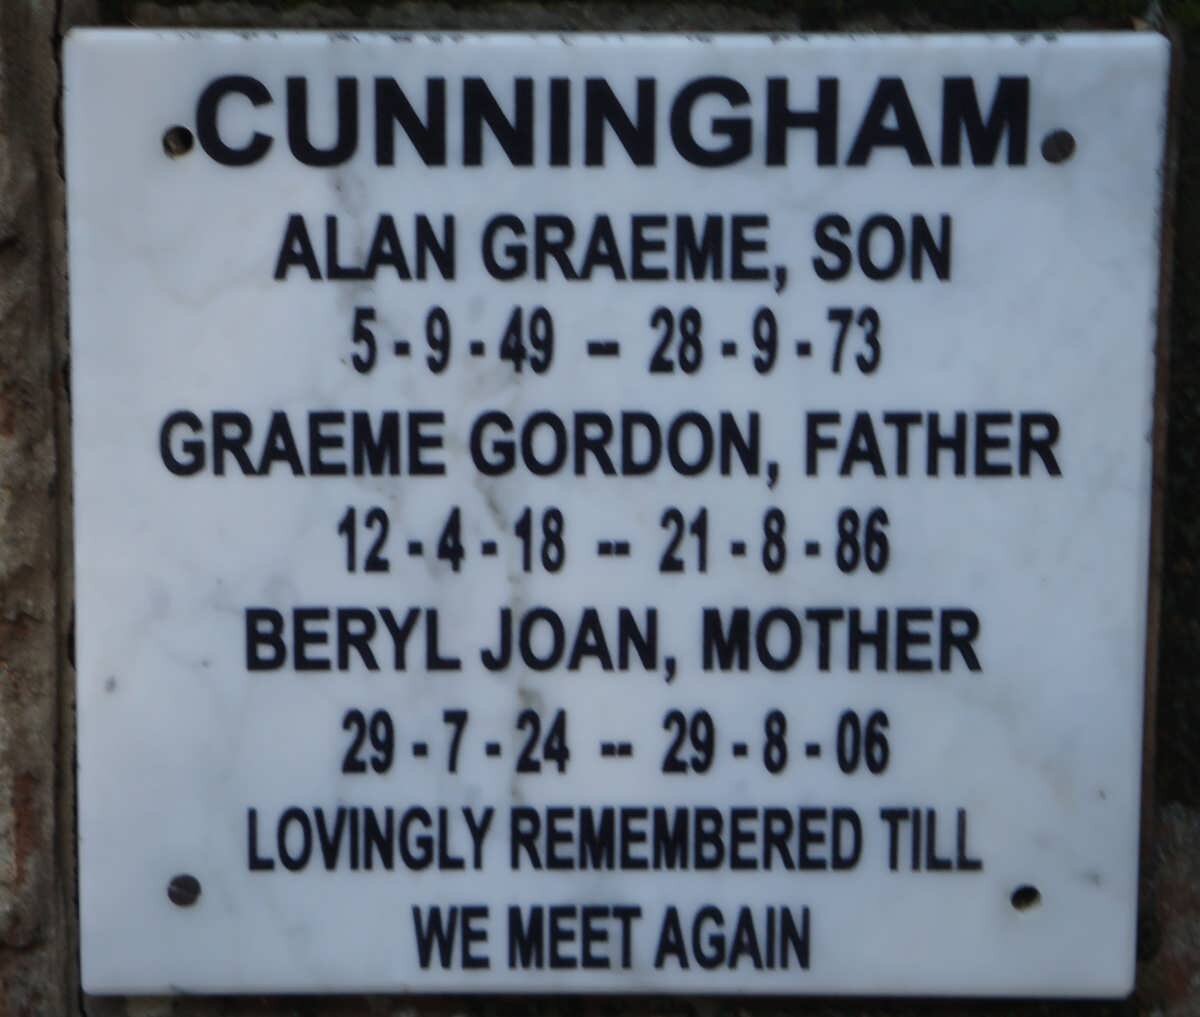 CUNNINGHAM
ALAN GRAEME, SON
5 - 9 - 49 -- 28 - 9 - 73
GRAEME GORDON, FATHER
12 - 4 - 18 -- 21 - 8 - 86
BERYL JOAN, MOTHER
29 - 7 - 24 -- 29 - 8 - 06
LOVINGLY REMEMBERED TILL
WE MEET AGAIN